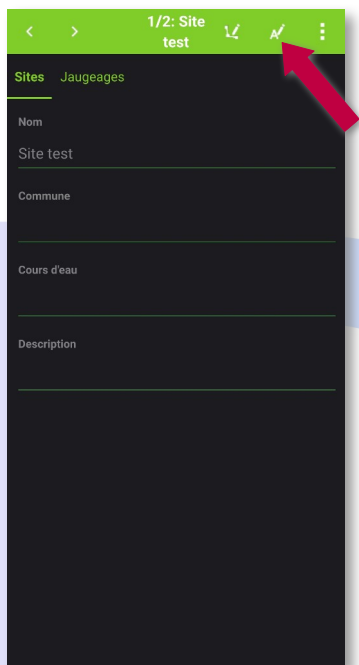 1/2: Site
test
Sites Jaugeages
Nom
Site test
Commune
Cours d'eau
Description